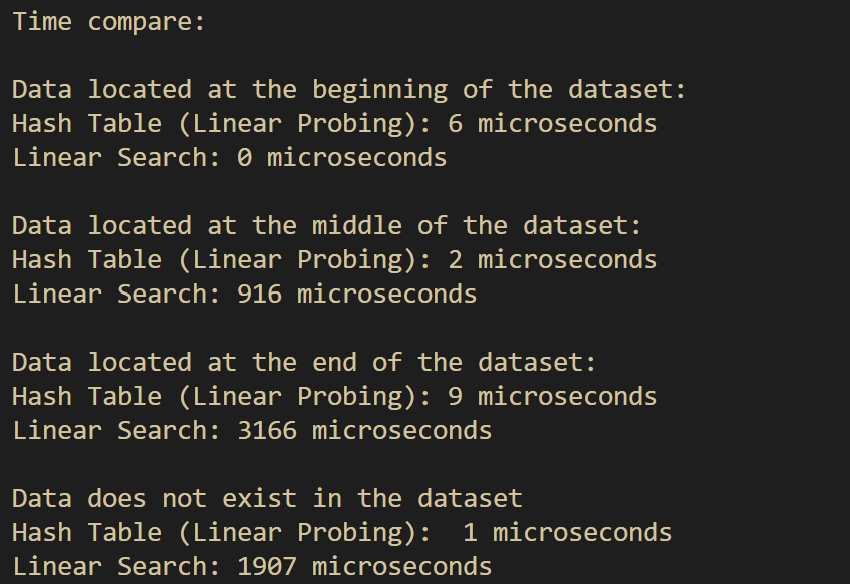 Time compare:
Data located at the beginning of the dataset:
Hash Table (Linear Probing): 6 microseconds
Linear Search: 0 microseconds
Data located at the middle of the dataset:
Hash Table (Linear Probing): 2 microseconds
Linear Search: 916 microseconds
Data located at the end of the dataset:
Hash Table (Linear Probing): 9 microseconds
Linear Search: 3166 microseconds
Data does not exist in the dataset
Hash Table (Linear Probing):  1 microseconds
Linear Search: 1907 microseconds